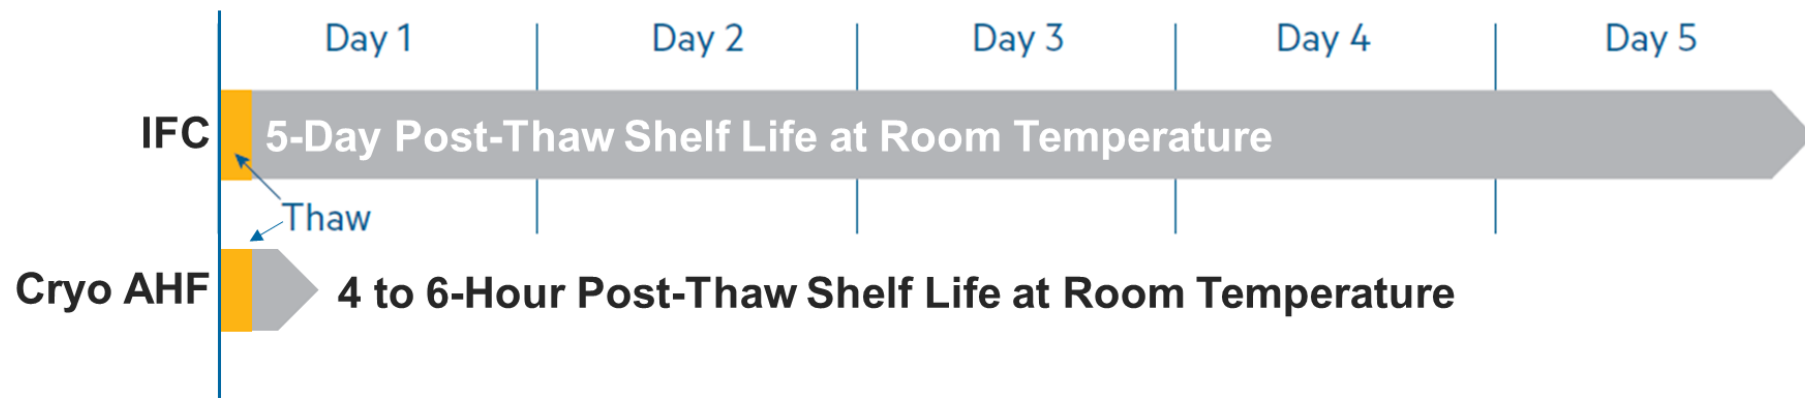 Day 1 Day 2 Day 3 Day 4 Day 5
IFC 5-Day Post-Thaw Shelf Life at Room Temperature
Thaw
Cryo AHF 4 to 6-Hour Post-Thaw Shelf Life at Room Temperature